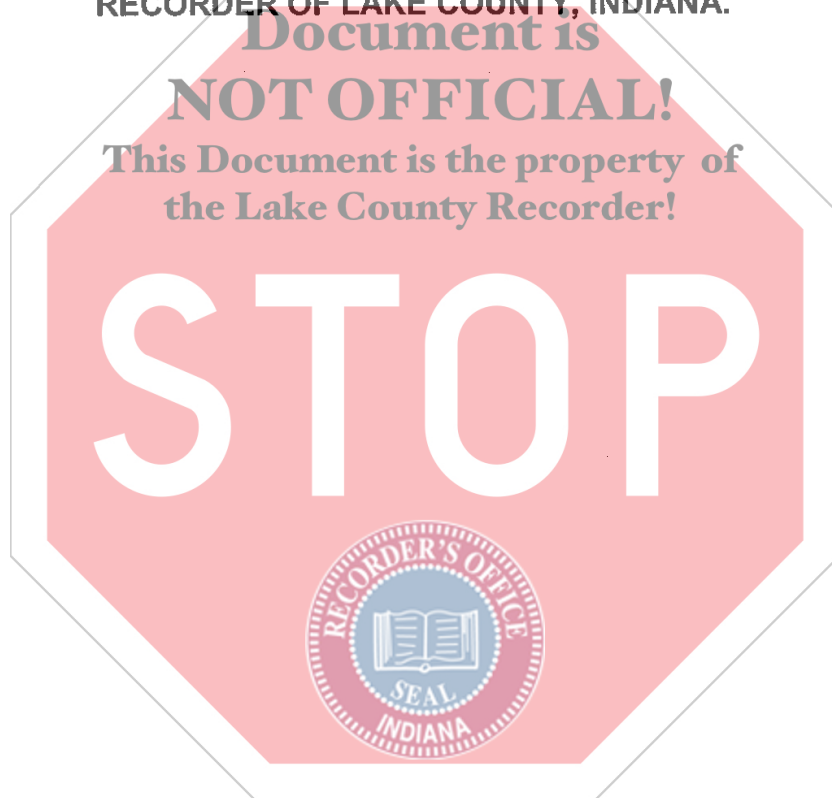 RECORDER OF LAKE COUNTY, INDIANA.
Document is
NOT OFFICIAL!
This Document is the property of
the Lake County Recorder!
STOP
RECORDER'S OFFICE
SEAL
INDIANA